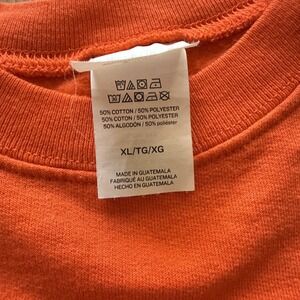 50% COTTON / 50% POLYESTER
50% COTON / 50% POLYESTER
50% ALGODÓN / 50% poliéster
XL/TG/XG
MADE IN GUATEMALA
FABRIQUÉ AU GUATEMALA
HECHO EN GUATEMALA